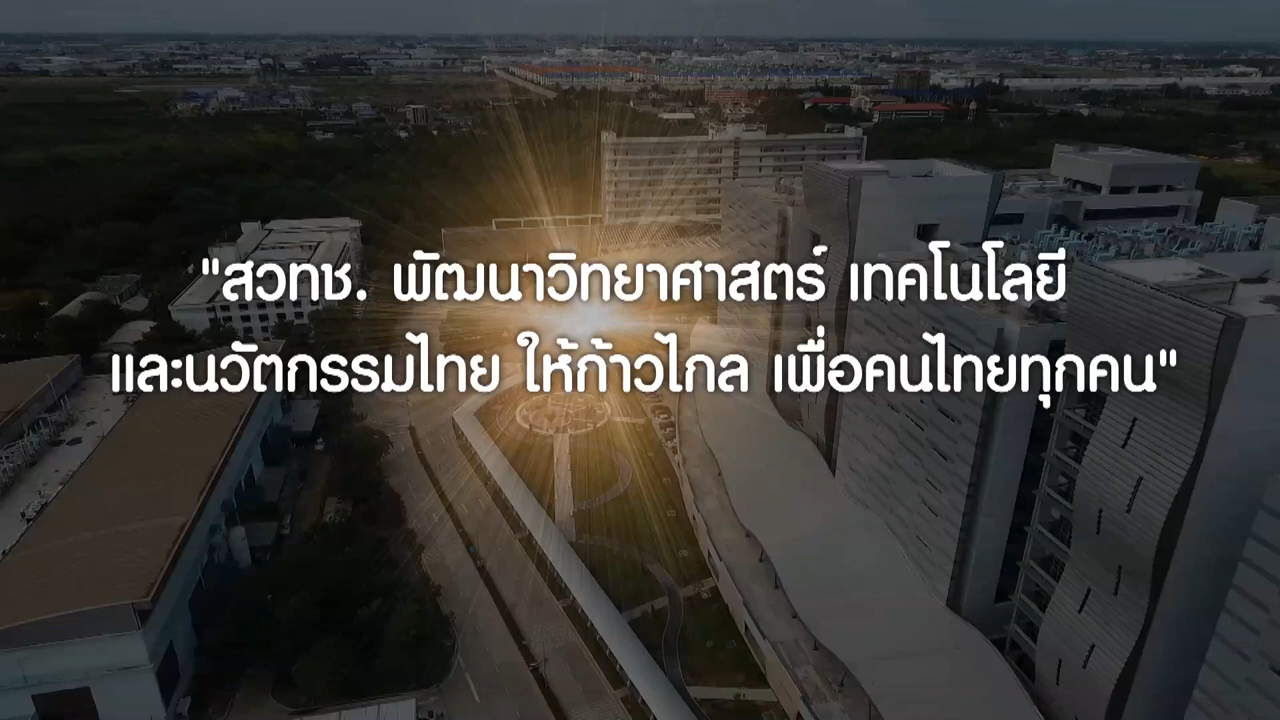 "สวทช. พัฒนาวิทยาศาสตร์ เทคโนโลยี
และนวัตกรรมไทย ให้ก้าวไกล เพื่อคนไทยทุกคน"